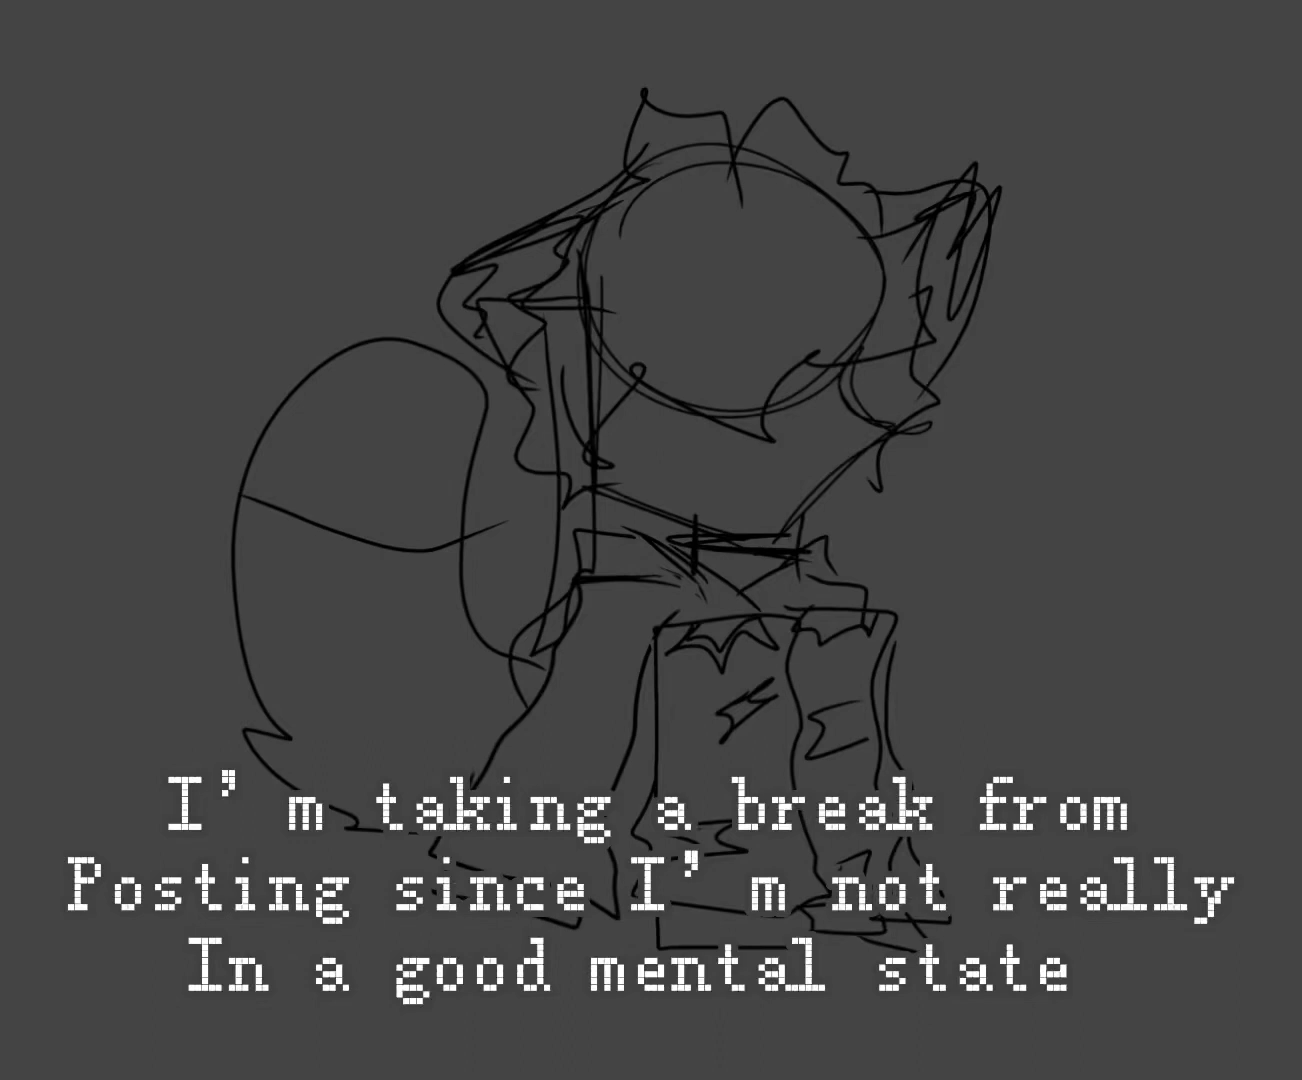 I'm taking a break from
Posting since I'm not really
In a good mental state